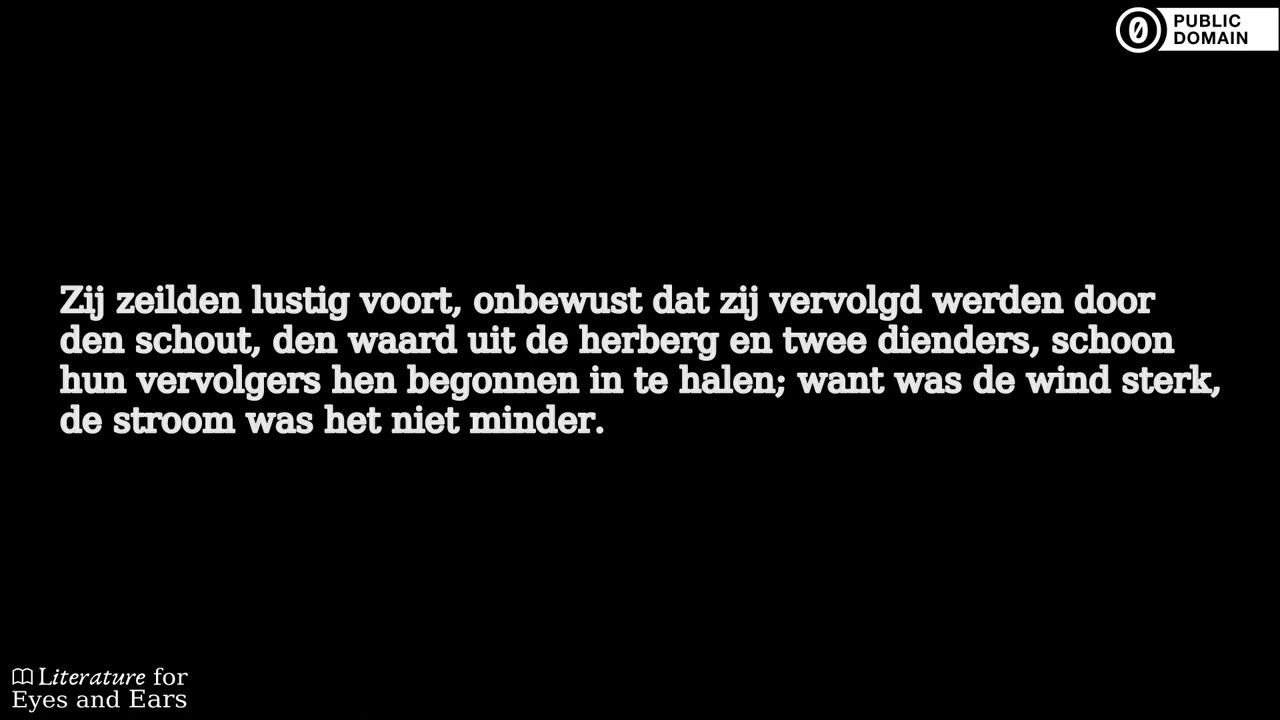 PUBLIC
DOMAIN
Zij zeilden lustig voort, onbewust dat zij vervolgd werden door
den schout, den waard uit de herberg en twee dienders, schoon
hun vervolgers hen begonnen in te halen; want was de wind sterk,
de stroom was het niet minder.
Literature for
Eyes and Ears